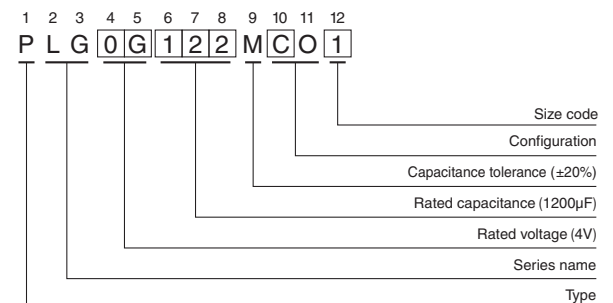 1 2 3 4 5 6 7 8 9 10 11 12
P L G 0 G 1 2 2 M C O 1
Size code
Configuration
Capacitance tolerance (±20%)
Rated capacitance (1200µF)
Rated voltage (4V)
Series name
Type